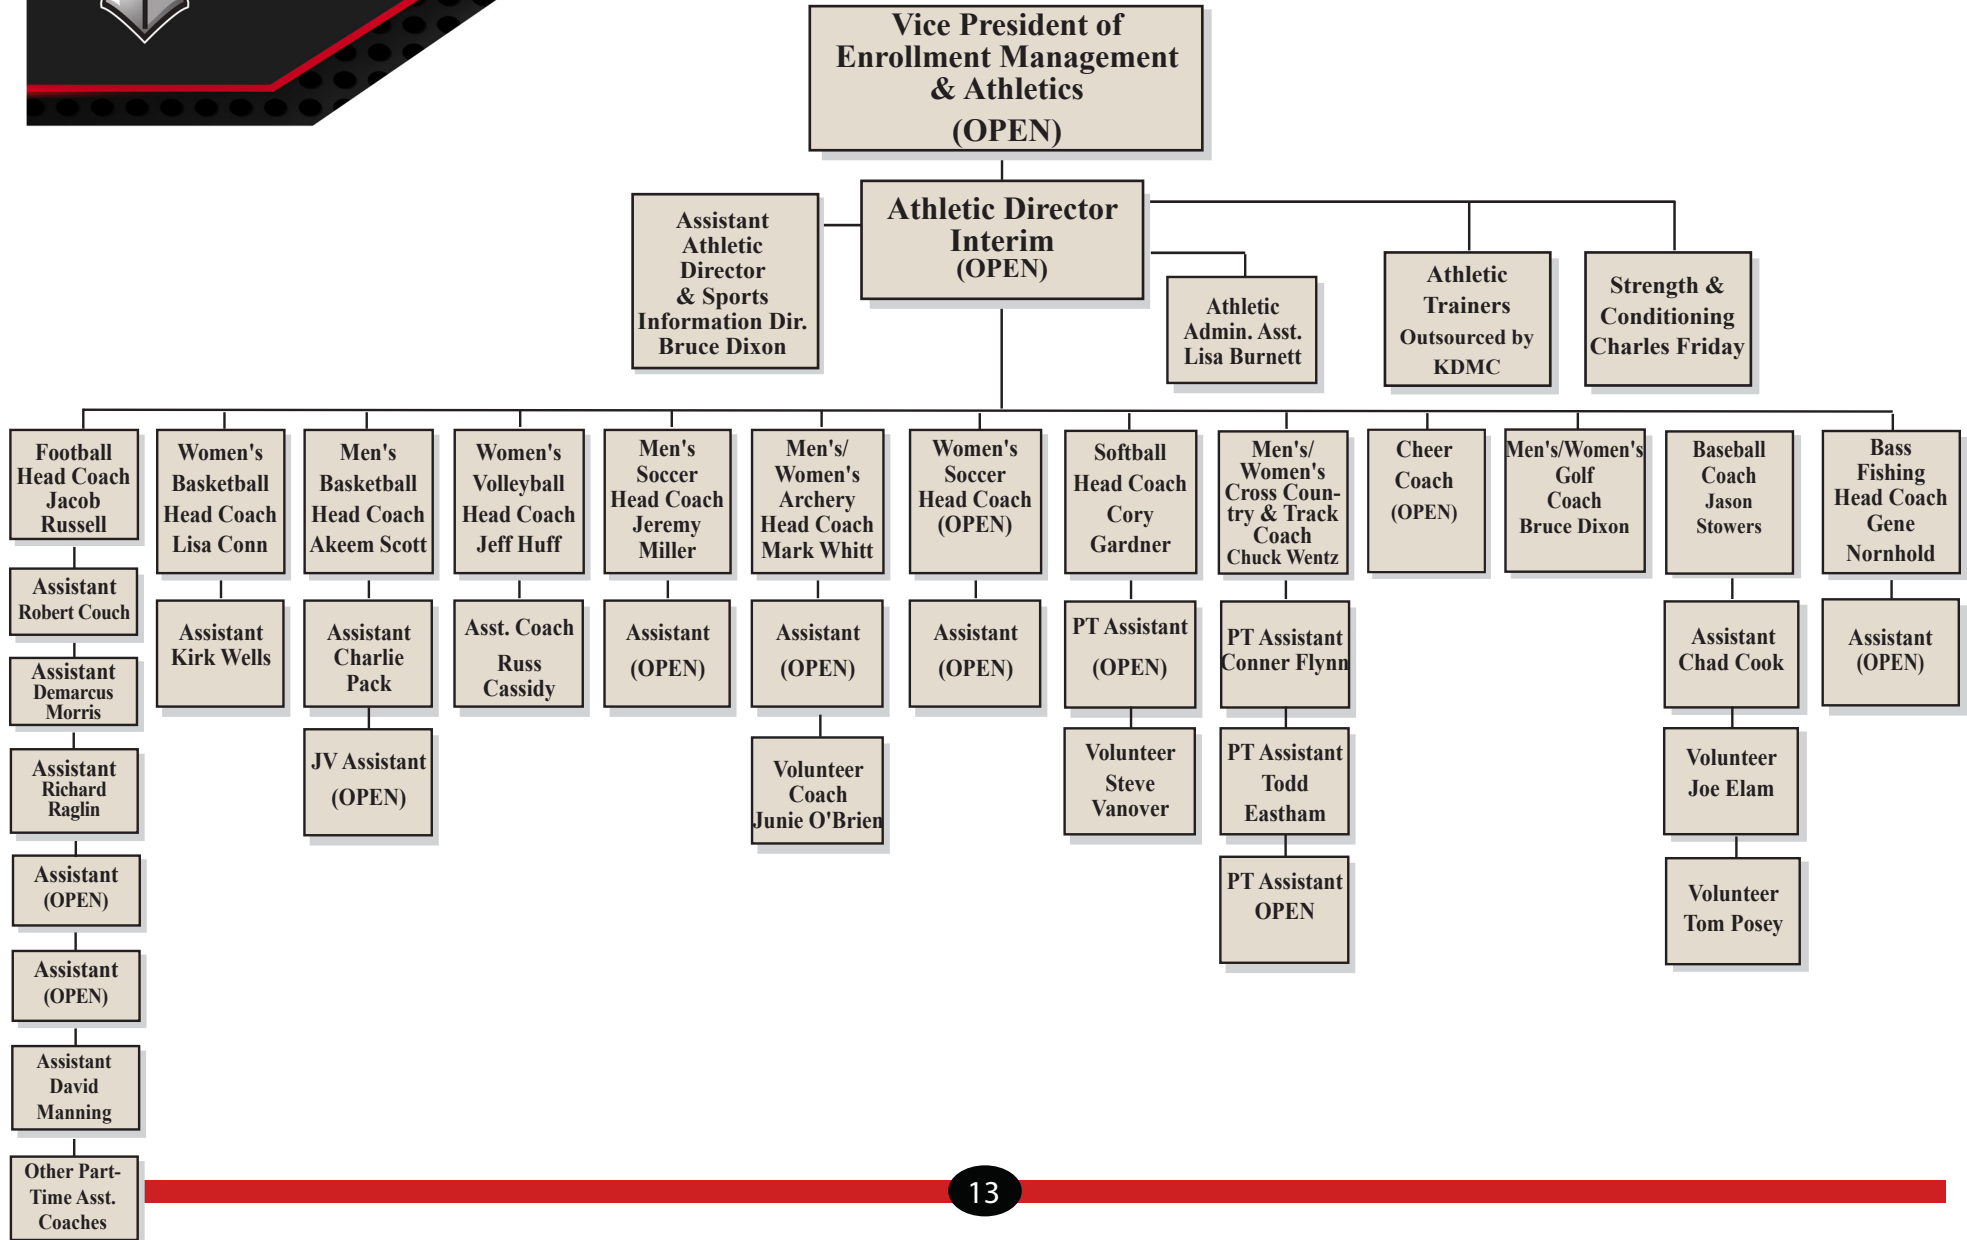 Vice President of
Enrollment Management
& Athletics
(OPEN)
Athletic Director
Interim
(OPEN)
Assistant
Athletic
Director
& Sports
Information Dir.
Bruce Dixon
Athletic
Admin. Asst.
Lisa Burnett
Athletic
Trainers
Outsourced by
KDMC
Strength &
Conditioning
Charles Friday
Football
Head Coach
Jacob
Russell
Assistant
Robert Couch
Assistant
Demarcus
Morris
Assistant
Richard
Raglin
Assistant
(OPEN)
Assistant
(OPEN)
Assistant
David
Manning
Other Part-
Time Asst.
Coaches
Women's
Basketball
Head Coach
Lisa Conn
Assistant
Kirk Wells
Men's
Basketball
Head Coach
Akeem Scott
Assistant
Charlie
Pack
JV Assistant
(OPEN)
Women's
Volleyball
Head Coach
Jeff Huff
Asst. Coach
Russ
Cassidy
Men's
Soccer
Head Coach
Jeremy
Miller
Assistant
(OPEN)
Men's/
Women's
Archery
Head Coach
Mark Whitt
Assistant
(OPEN)
Volunteer
Coach
Junie O'Brien
Women's
Soccer
Head Coach
(OPEN)
Assistant
(OPEN)
Softball
Head Coach
Cory
Gardner
PT Assistant
(OPEN)
Volunteer
Steve
Vanover
Men's/
Women's
Cross Coun-
try & Track
Coach
Chuck Wentz
PT Assistant
Conner Flynn
PT Assistant
Todd
Eastham
PT Assistant
OPEN
Cheer
Coach
(OPEN)
Men's/Women's
Golf
Coach
Bruce Dixon
Baseball
Coach
Jason
Stowers
Assistant
Chad Cook
Volunteer
Joe Elam
Volunteer
Tom Posey
Bass
Fishing
Head Coach
Gene
Nornhold
Assistant
(OPEN)
13